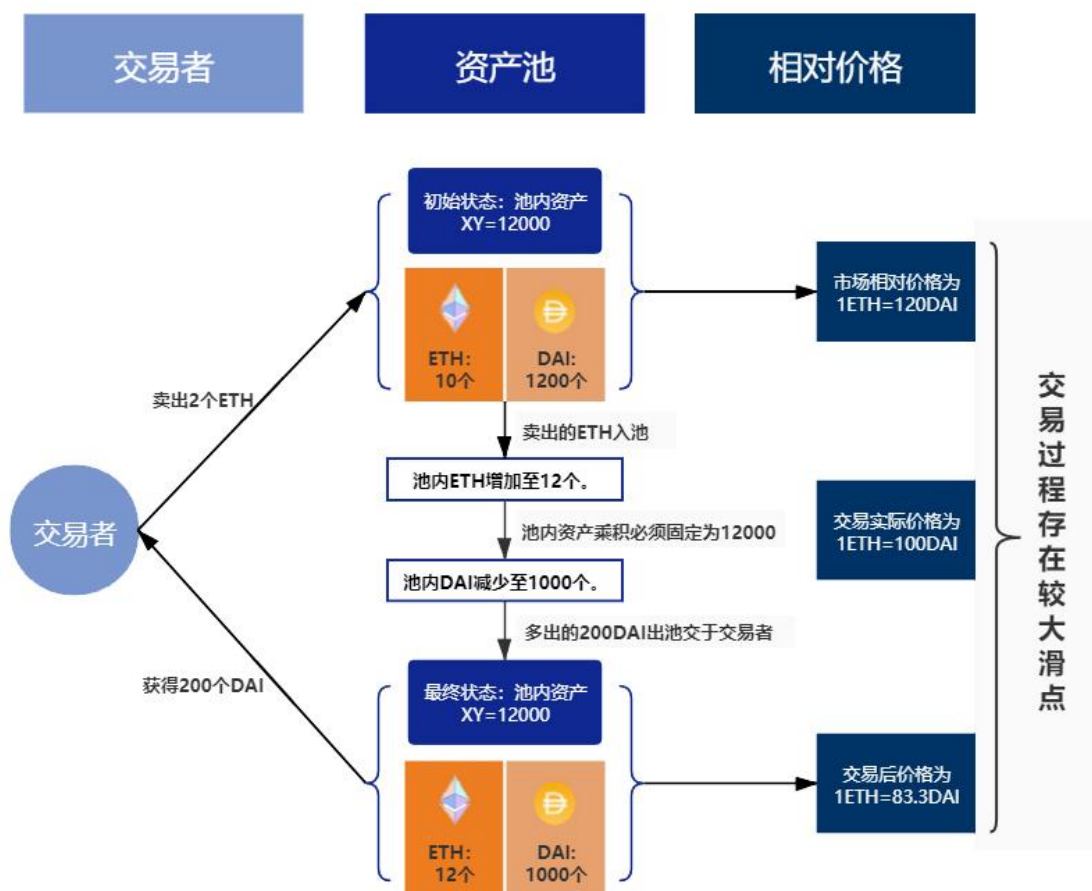 交易者
资产池
相对价格
初始状态：池内资产
XY=12000
ETH：
10个
DAI：
1200个
市场相对价格为
1ETH=120DAI
卖出2个ETH
卖出的ETH入池
池内ETH增加至12个。
交易者
池内资产乘积必须固定为12000
交易实际价格为
1ETH=100DAI
池内DAI减少至1000个。
多出的200DAI出池交于交易者
获得200个DAI
最终状态：池内资产
XY=12000
ETH：
12个
DAI：
1000个
交易后价格为
1ETH=83.3DAI
交易过程存在较大滑点